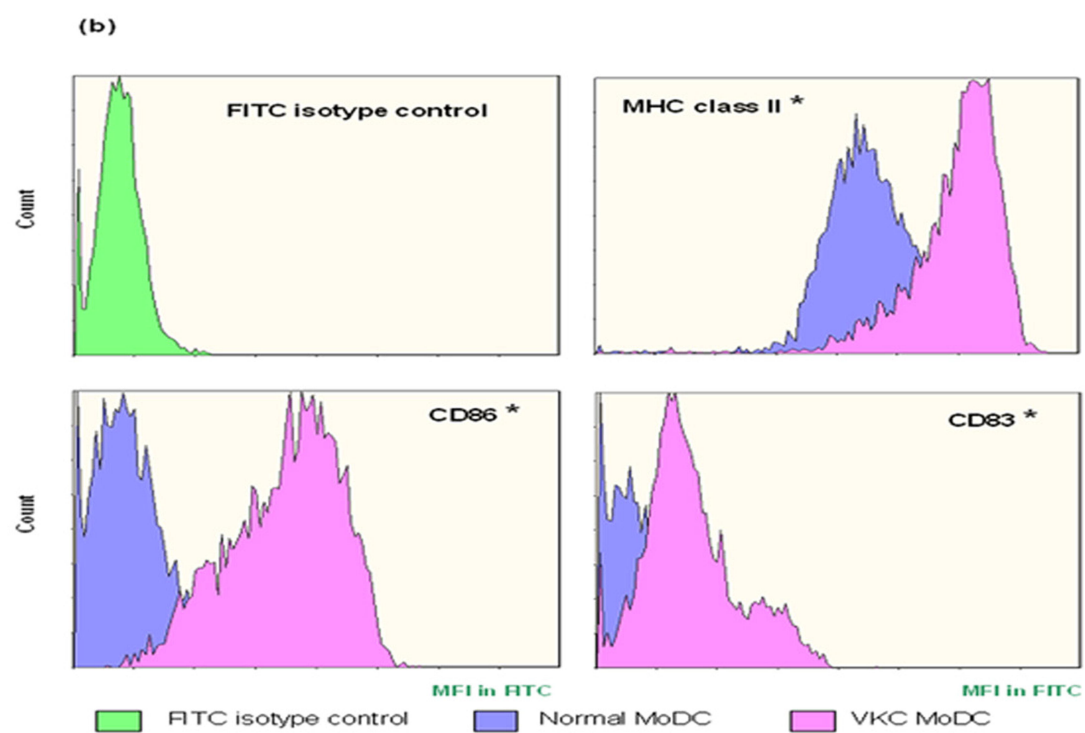 (b)
FITC isotype control
MHC class II *
Count
CD86 *
CD83 *
Count
MFI in FITC
MFI in FITC
FITC isotype control
Normal MoDC
VKC MoDC